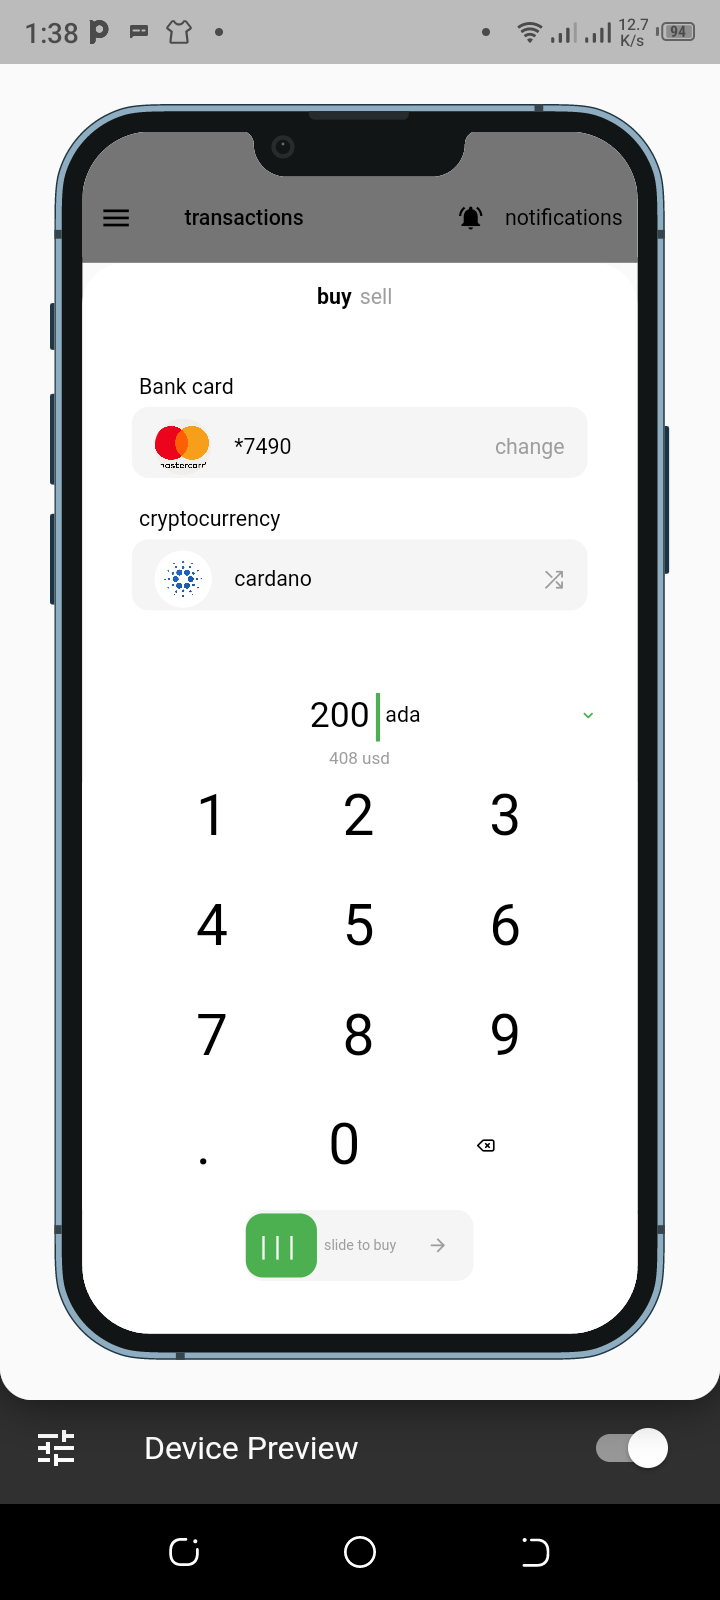 1:38
12.7
K/s
94
transactions
notifications
buy sell
Bank card
mastercard
*7490
change
cryptocurrency
cardano
200 ada
408 usd
1 2 3
4 5 6
7 8 9
. 0
||| slide to buy
Device Preview